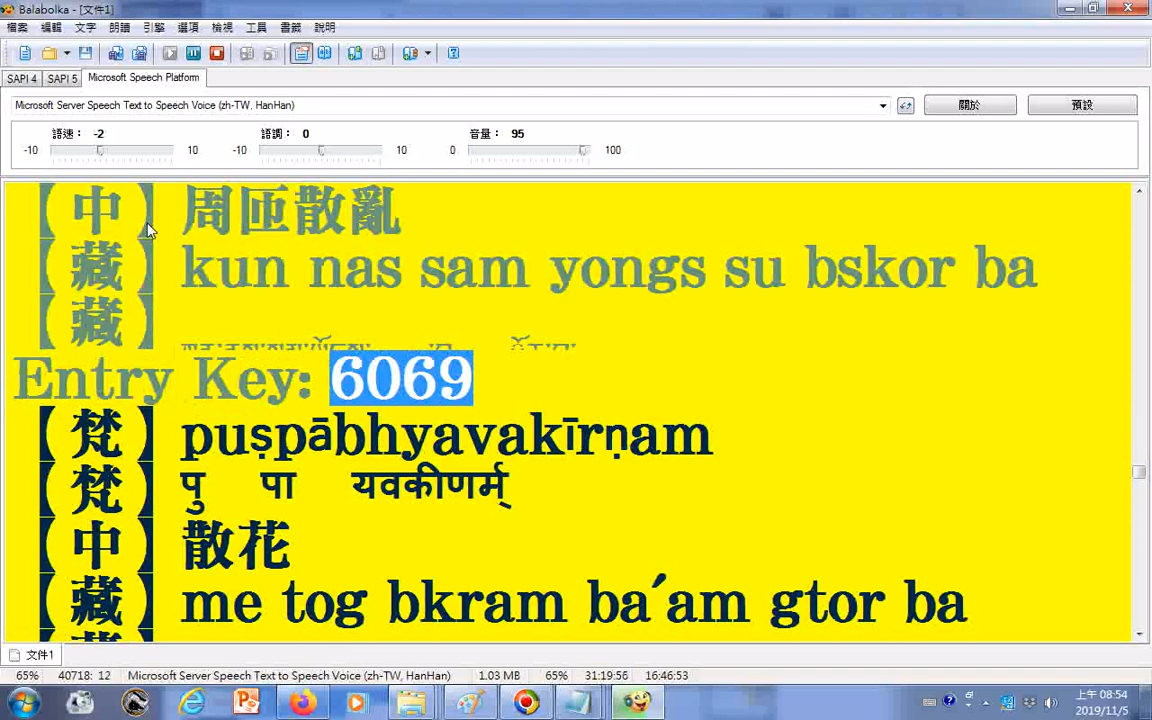 Balabolka - [文件1]
檔案 編輯 文字 朗讀 引擎 選項 檢視 工具 書籤 說明
SAPI 4 SAPI 5 Microsoft Speech Platform
Microsoft Server Speech Text to Speech Voice (zh-TW, HanHan) 關於 預設
語速： -2 語調： 0 音量： 95
-10 10 -10 10 0 100
【中】 周匝散亂
【藏】 kun nas sam yongs su bskor ba
【藏】
Entry Key: 6069
【梵】 puṣpābhyavakīrṇam
【梵】 पु पा यवकीणर्म्
【中】 散花
【藏】 me tog bkram ba'am gtor ba
文件1
65% 40718: 12 Microsoft Server Speech Text to Speech Voice (zh-TW, HanHan) 1.03 MB 65% 31:19:56 16:46:53
上午 08:54
2019/11/5